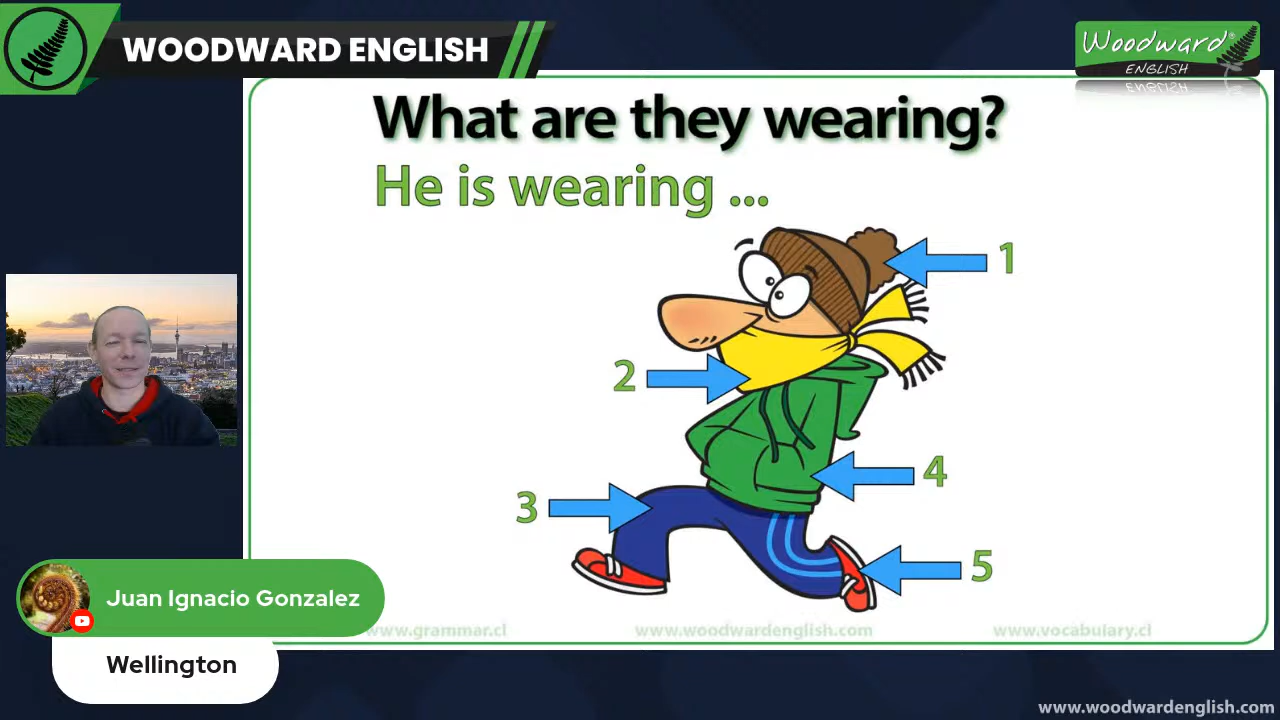 WOODWARD ENGLISH
Woodward®
ENGLISH
What are they wearing?
He is wearing ...
1
2
3
4
5
Juan Ignacio Gonzalez
Wellington
www.grammar.cl
www.woodwardenglish.com
www.vocabulary.cl
www.woodwardenglish.com